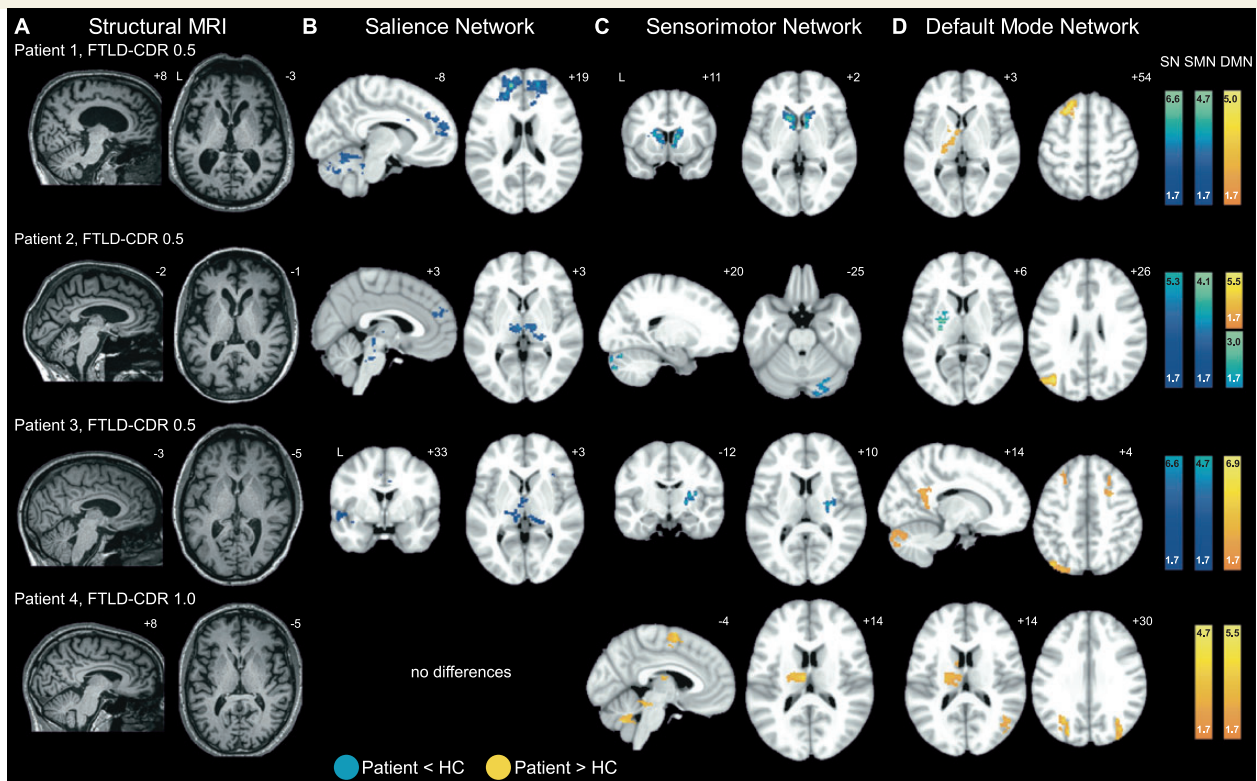 A Structural MRI B Salience Network C Sensorimotor Network D Default Mode Network
Patient 1, FTLD-CDR 0.5
SN SMN DMN
+8 L -3 -8 +19 L +11 +2 +3 +54
6.6 4.7 5.0
1.7 1.7 1.7
Patient 2, FTLD-CDR 0.5
-2 -1 +3 +3 +20 -25 +6 +26
5.3 4.1 5.5
1.7
3.0
1.7 1.7 1.7
Patient 3, FTLD-CDR 0.5
-3 -5 L +33 +3 -12 +10 +14 +4
6.6 4.7 6.9
1.7 1.7 1.7
Patient 4, FTLD-CDR 1.0
+8 -5 -4 +14 +14 +30
4.7 5.5
no differences
1.7 1.7
Patient < HC Patient > HC